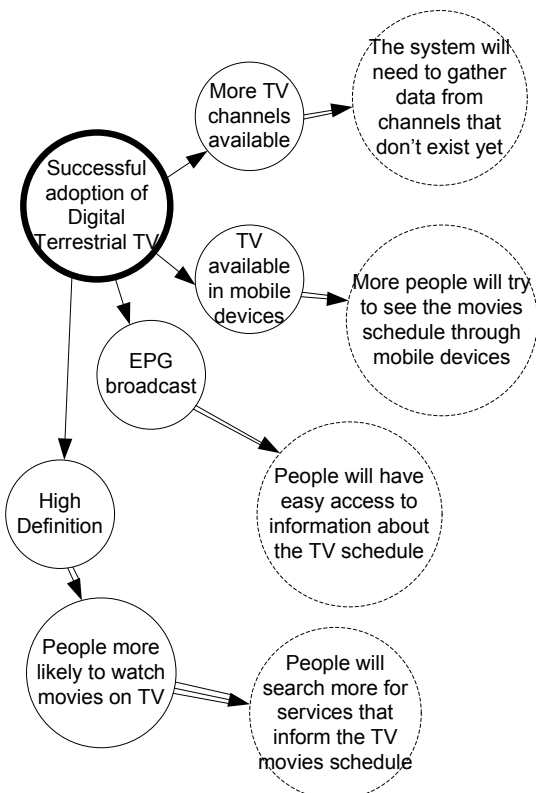 The system will
need to gather
data from
channels that
don't exist yet
More TV
channels
available
Successful
adoption of
Digital
Terrestrial TV
TV
available
in mobile
devices
More people will try
to see the movies
schedule through
mobile devices
EPG
broadcast
People will have
easy access to
information about
the TV schedule
High
Definition
People more
likely to watch
movies on TV
People will
search more for
services that
inform the TV
movies schedule